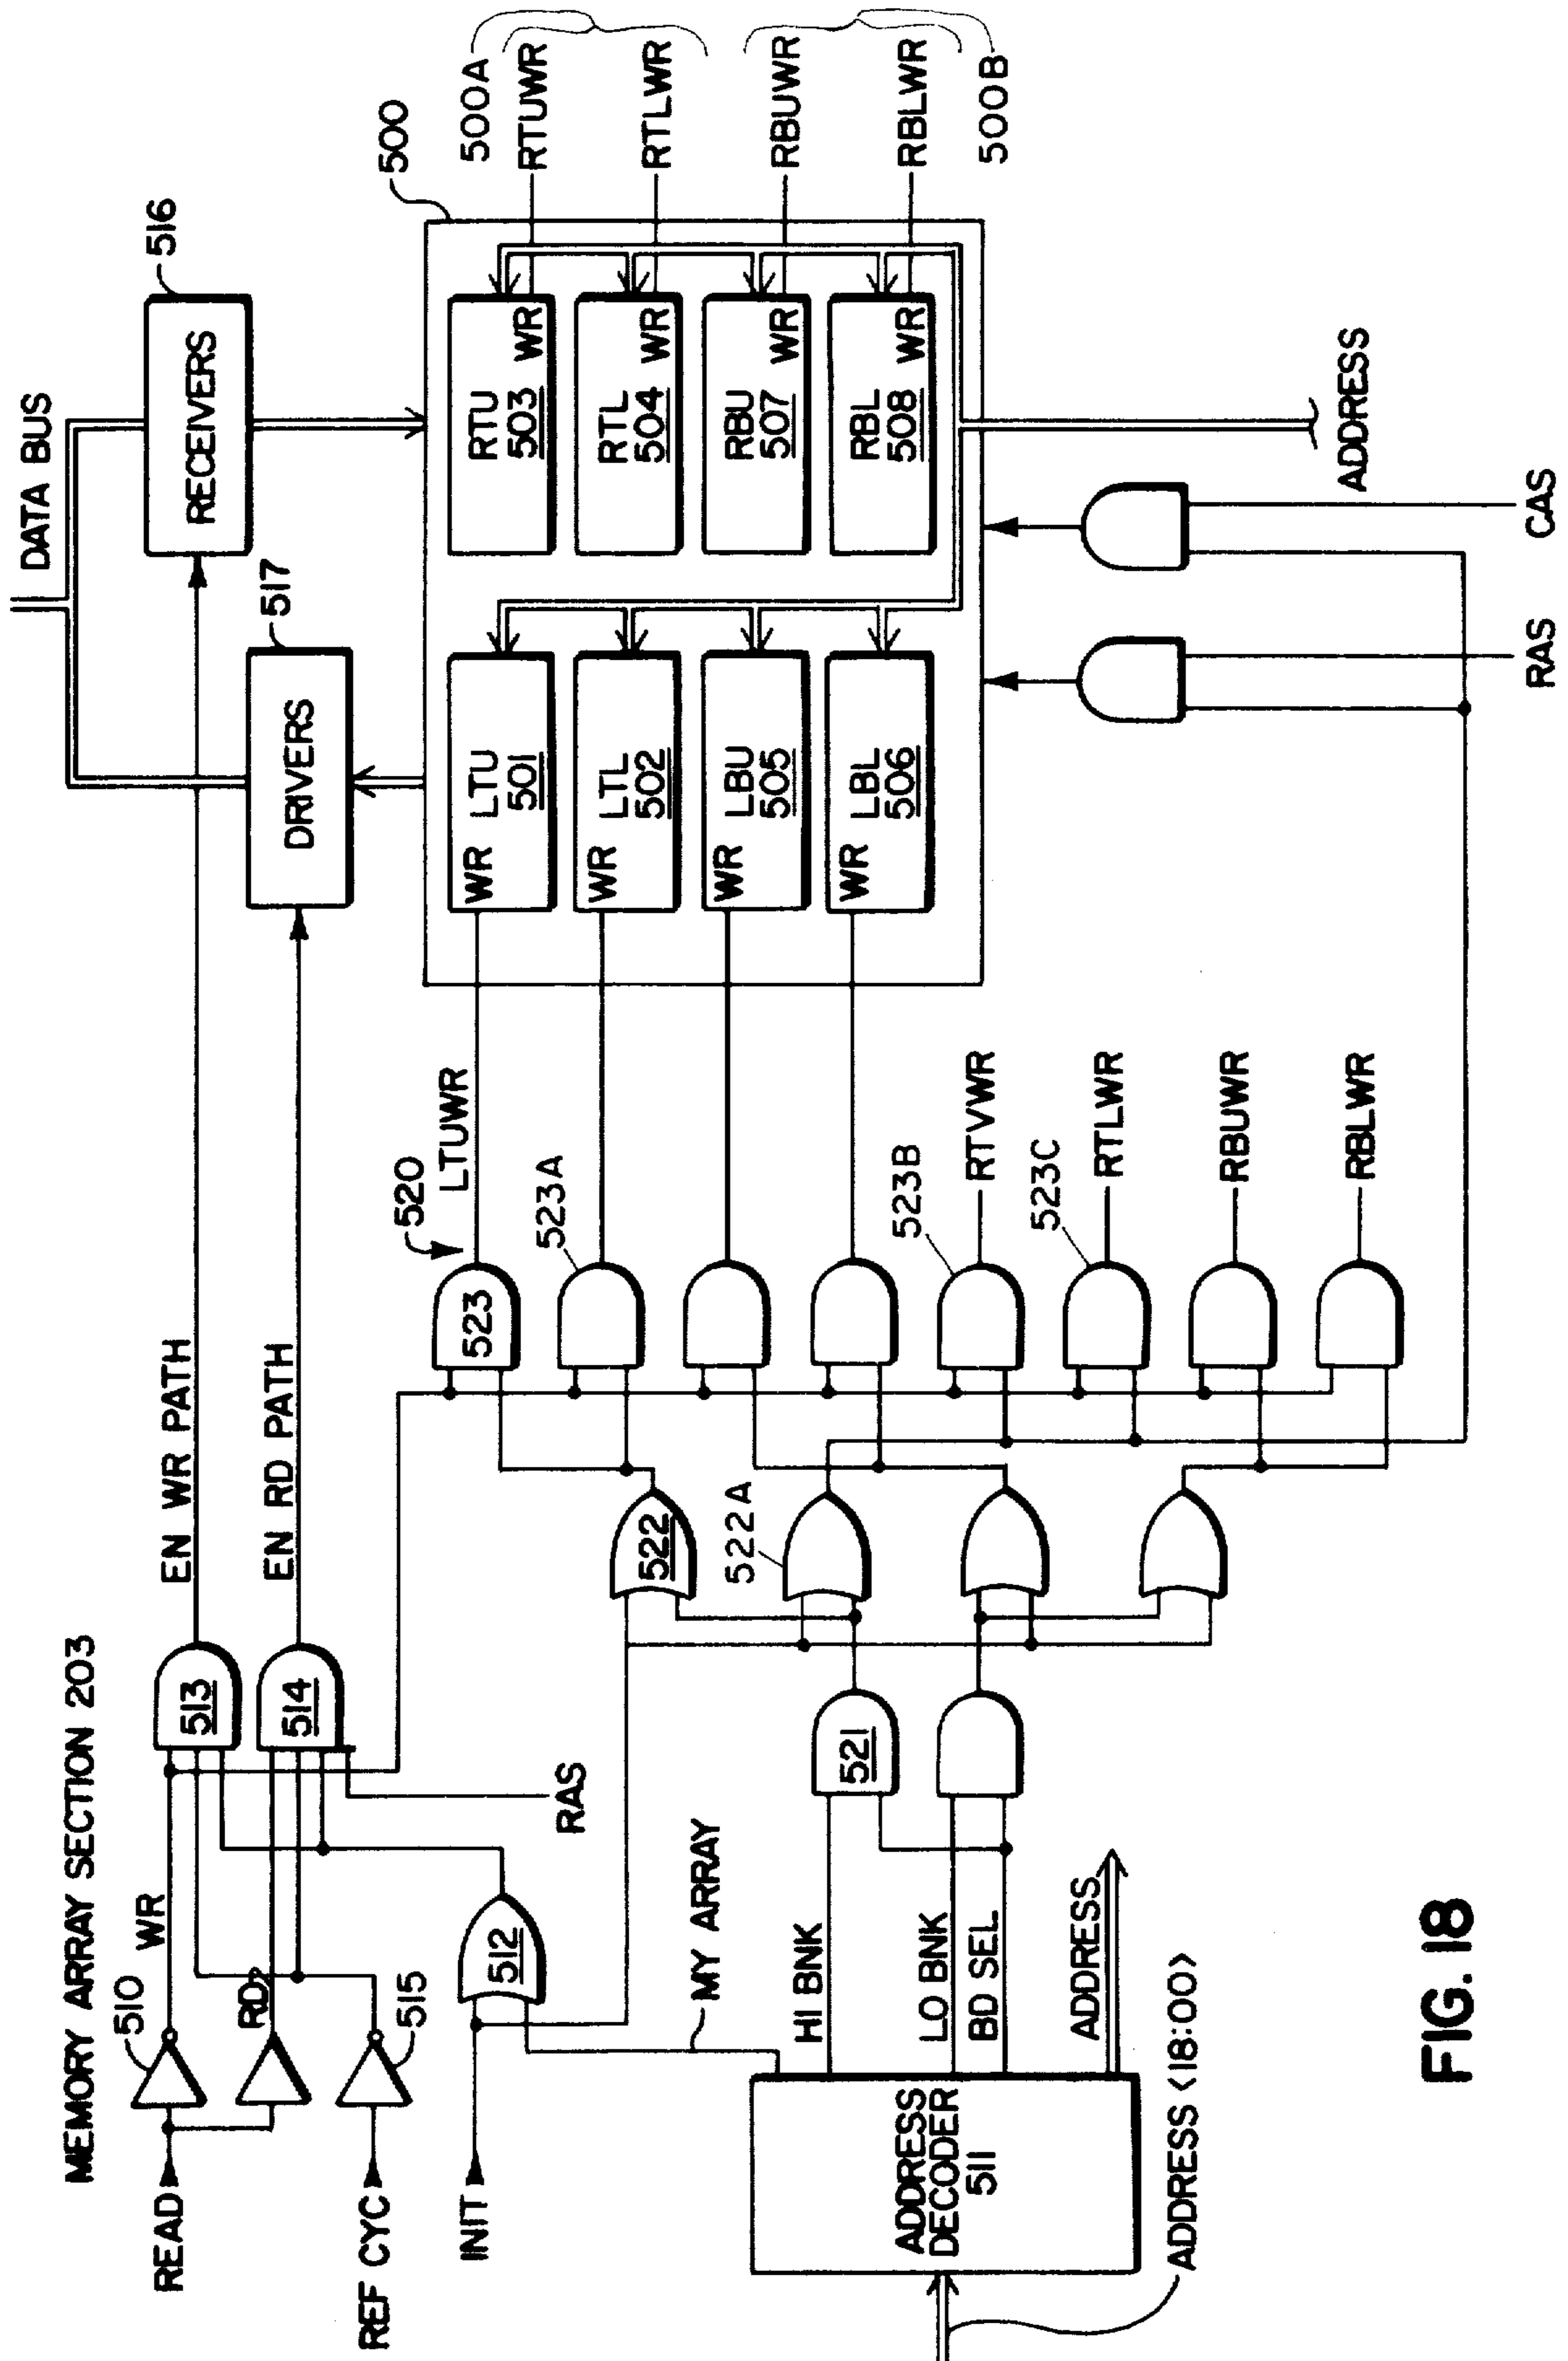 MEMORY ARRAY SECTION 203
READ
510
WR
RD
REF CYC
515
513
514
EN WR PATH
EN RD PATH
RAS
INIT
512
MY ARRAY
DATA BUS
RECEIVERS
516
DRIVERS
517
500
520
LTUWR
523
523A
523B
523C
RTVWR
RTLWR
RBUWR
RBLWR
522
522A
521
HI BNK
LO BNK
BD SEL
ADDRESS
ADDRESS
DECODER
511
ADDRESS <18:00>
WR
LTU
501
WR
LTL
502
WR
LBU
505
WR
LBL
506
RTU
503
WR
RTL
504
WR
RBU
507
WR
RBL
508
WR
500A
RTUWR
RTLWR
RBUWR
RBLWR
500B
RAS
CAS
ADDRESS
FIG. 18